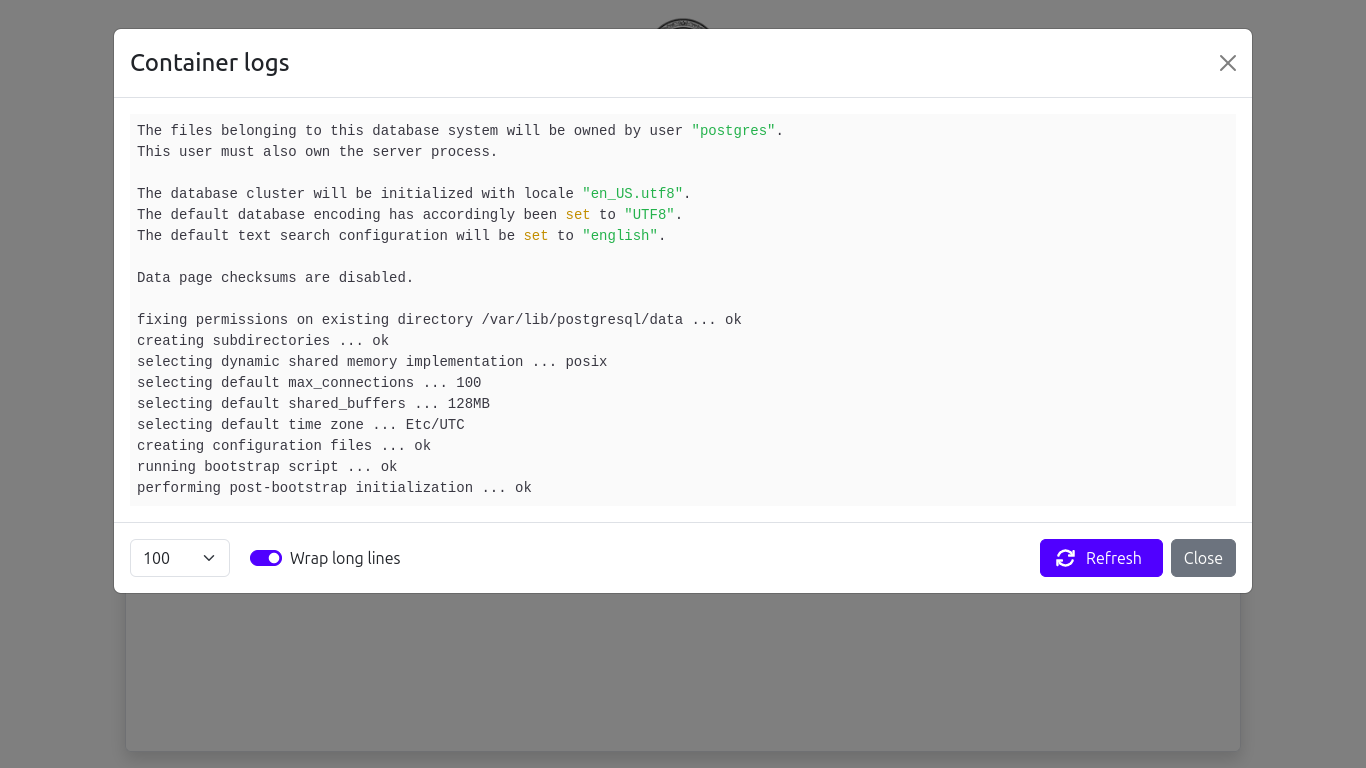 Container logs
The files belonging to this database system will be owned by user "postgres".
This user must also own the server process.
The database cluster will be initialized with locale "en_US.utf8".
The default database encoding has accordingly been set to "UTF8".
The default text search configuration will be set to "english".
Data page checksums are disabled.
fixing permissions on existing directory /var/lib/postgresql/data ... ok
creating subdirectories ... ok
selecting dynamic shared memory implementation ... posix
selecting default max_connections ... 100
selecting default shared_buffers ... 128MB
selecting default time zone ... Etc/UTC
creating configuration files ... ok
running bootstrap script ... ok
performing post-bootstrap initialization ... ok
100 Wrap long lines Refresh Close